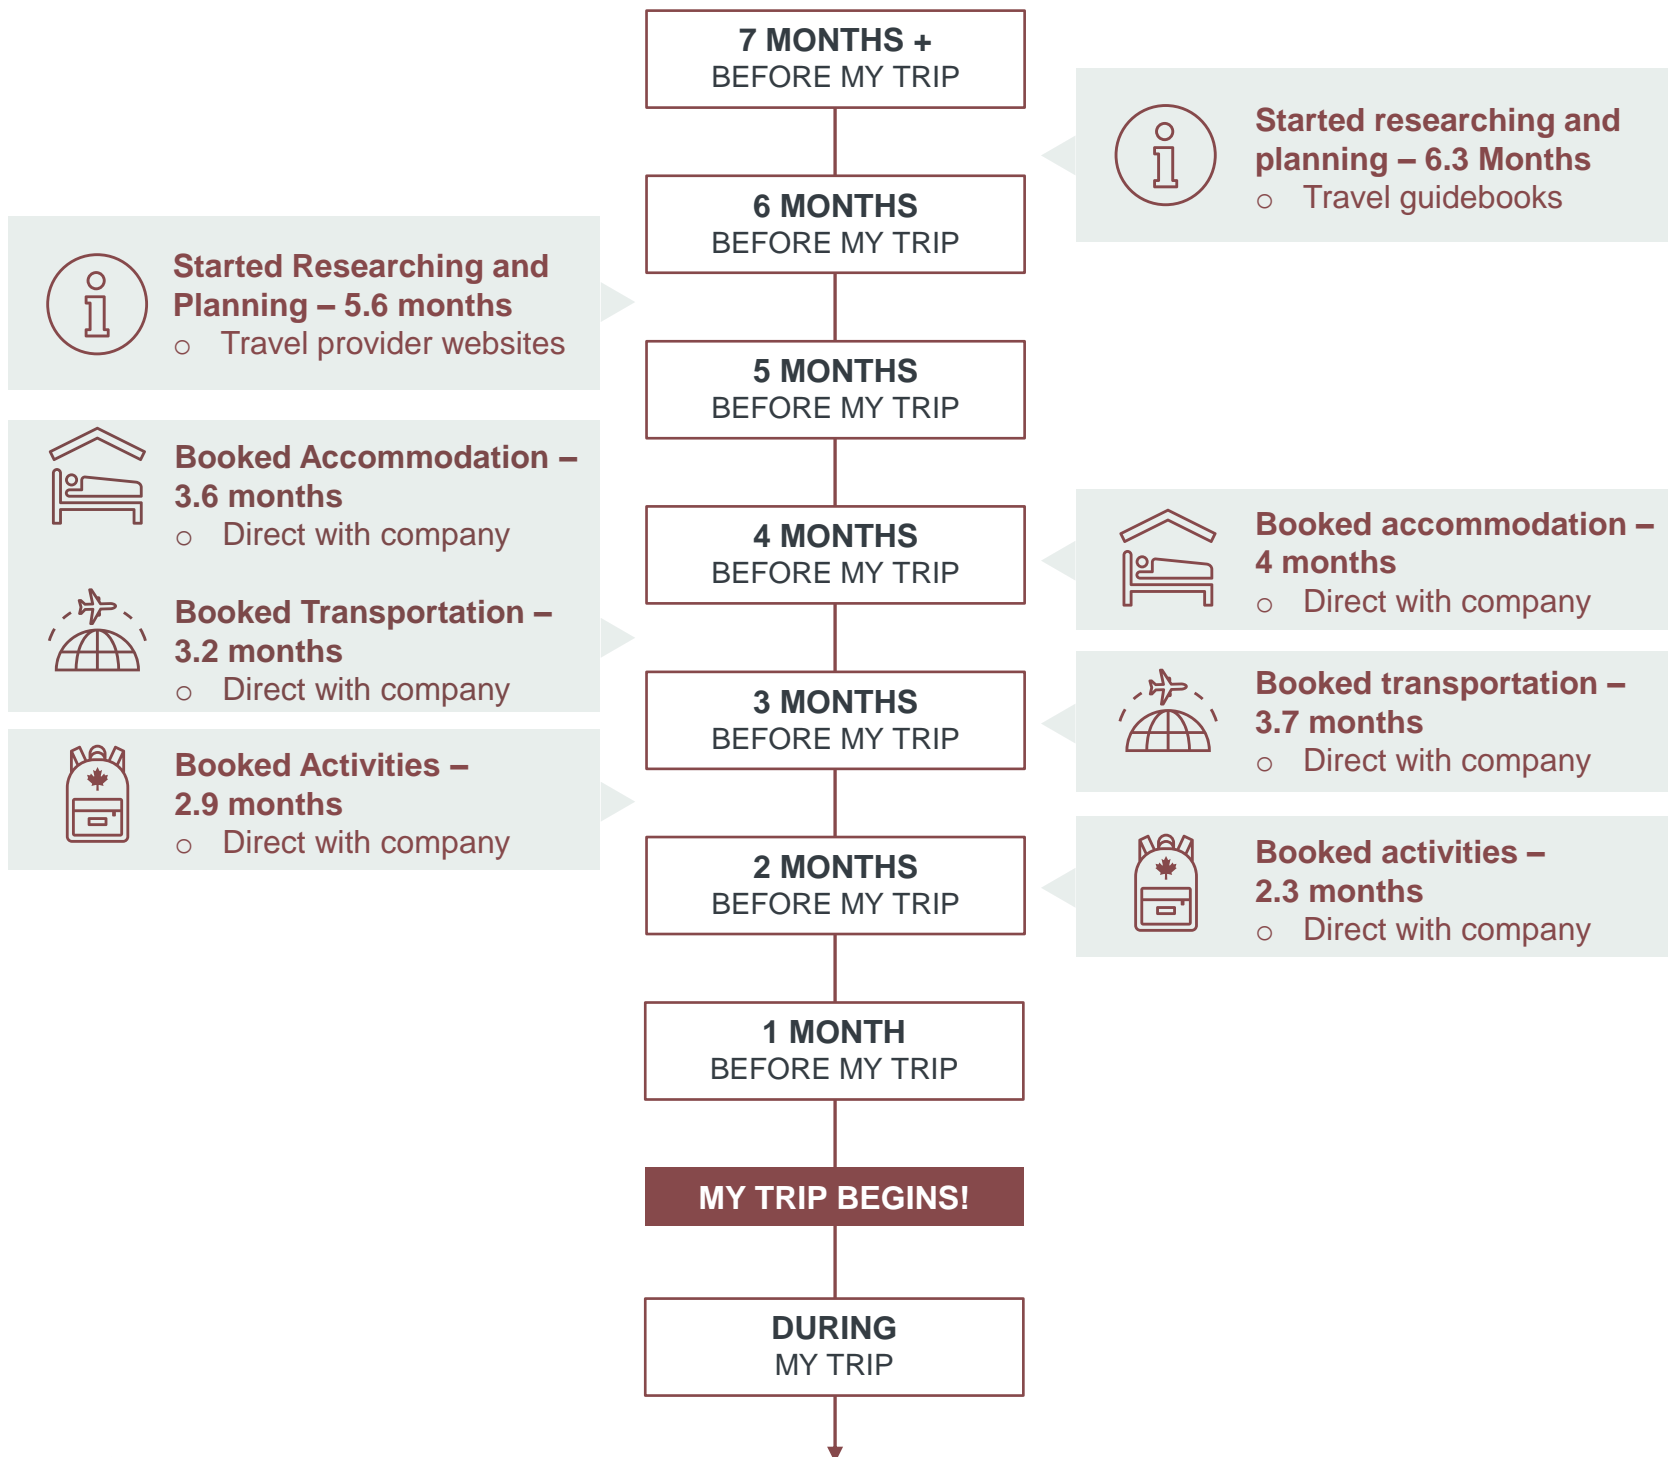 7 MONTHS +
BEFORE MY TRIP
Started researching and
planning – 6.3 Months
○ Travel guidebooks
6 MONTHS
BEFORE MY TRIP
Started Researching and
Planning – 5.6 months
○ Travel provider websites
5 MONTHS
BEFORE MY TRIP
Booked Accommodation –
3.6 months
○ Direct with company
4 MONTHS
BEFORE MY TRIP
Booked accommodation –
4 months
○ Direct with company
Booked Transportation –
3.2 months
○ Direct with company
3 MONTHS
BEFORE MY TRIP
Booked transportation –
3.7 months
○ Direct with company
Booked Activities –
2.9 months
○ Direct with company
2 MONTHS
BEFORE MY TRIP
Booked activities –
2.3 months
○ Direct with company
1 MONTH
BEFORE MY TRIP
MY TRIP BEGINS!
DURING
MY TRIP